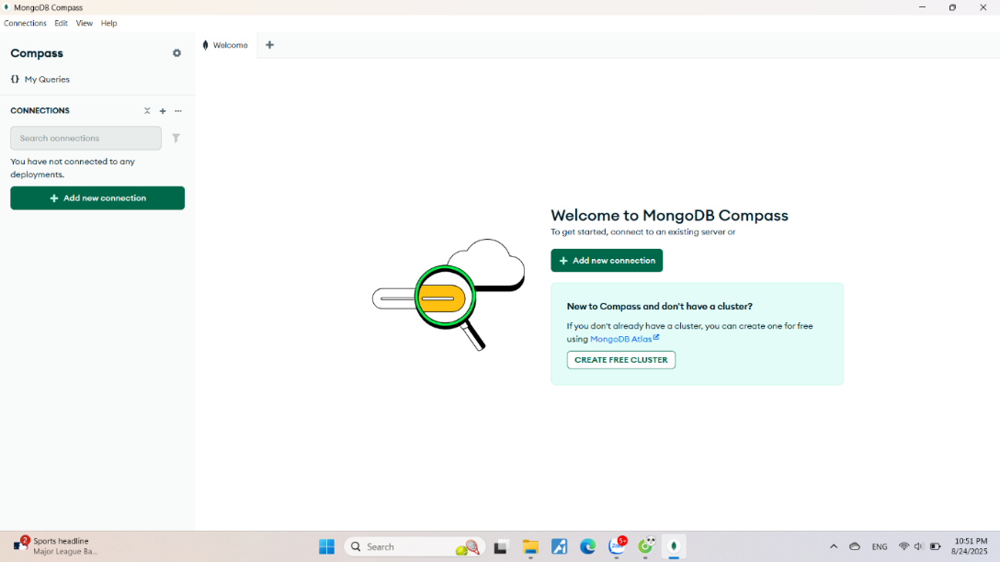 MongoDB Compass
Connections Edit View Help
Compass
{} My Queries
CONNECTIONS
Search connections
You have not connected to any
deployments.
+ Add new connection
Welcome
Welcome to MongoDB Compass
To get started, connect to an existing server or
+ Add new connection
New to Compass and don't have a cluster?
If you don't already have a cluster, you can create one for free
using MongoDB Atlas
CREATE FREE CLUSTER
2
Sports headline
Major League Ba...
Search
Zalo
5+
ENG
10:51 PM
8/24/2025